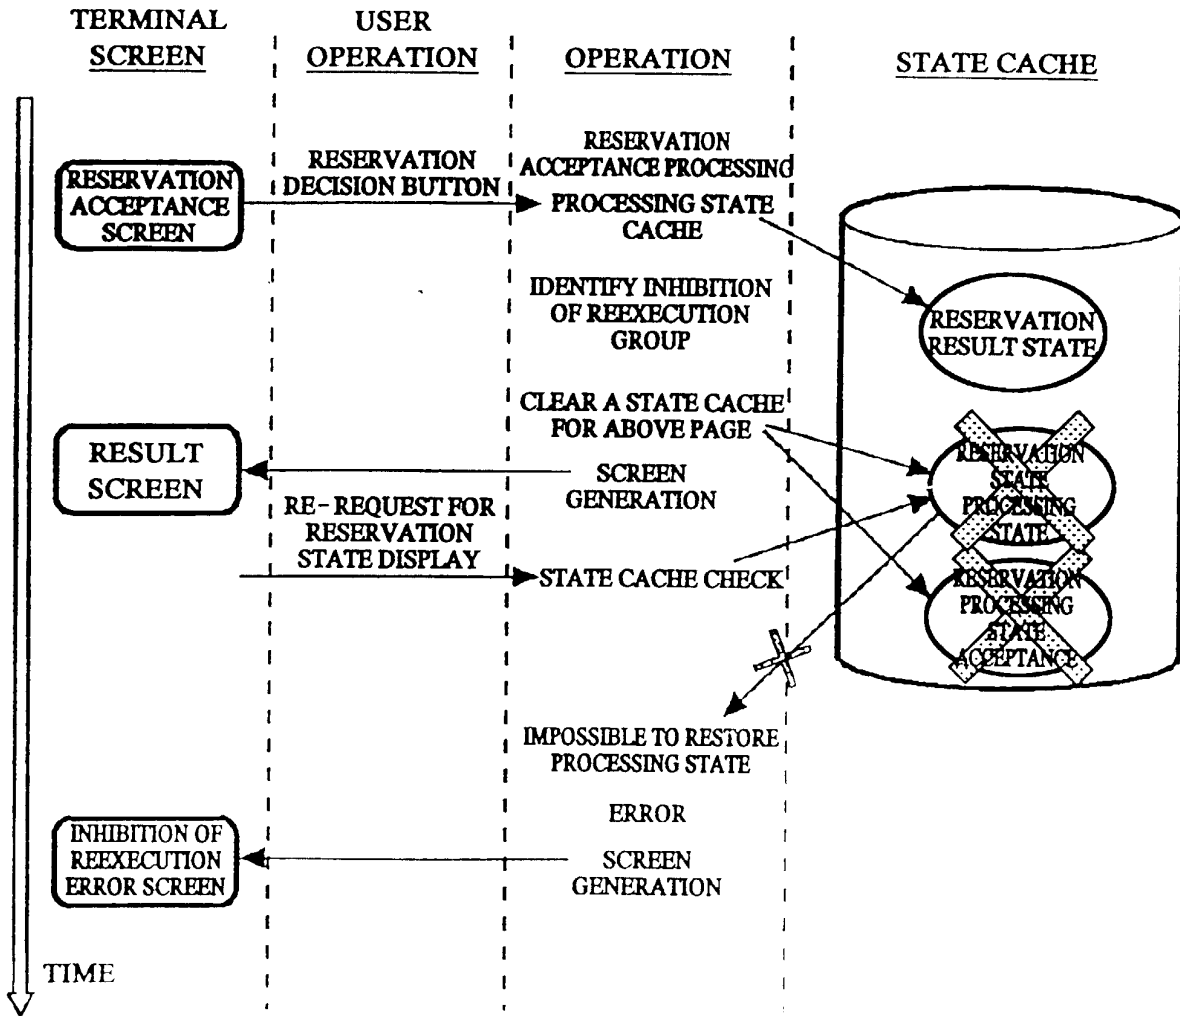 TERMINAL
SCREEN
USER
OPERATION
OPERATION
STATE CACHE
RESERVATION
ACCEPTANCE
SCREEN
RESERVATION
DECISION BUTTON
RESERVATION
ACCEPTANCE PROCESSING
PROCESSING STATE
CACHE
IDENTIFY INHIBITION
OF REEXECUTION
GROUP
RESERVATION
RESULT STATE
CLEAR A STATE CACHE
FOR ABOVE PAGE
RESULT
SCREEN
SCREEN
GENERATION
RESERVATION
STATE
PROCESSING
STATE
RE-REQUEST FOR
RESERVATION
STATE DISPLAY
STATE CACHE CHECK
RESERVATION
PROCESSING
STATE
ACCEPTANCE
IMPOSSIBLE TO RESTORE
PROCESSING STATE
INHIBITION OF
REEXECUTION
ERROR SCREEN
ERROR
SCREEN
GENERATION
TIME